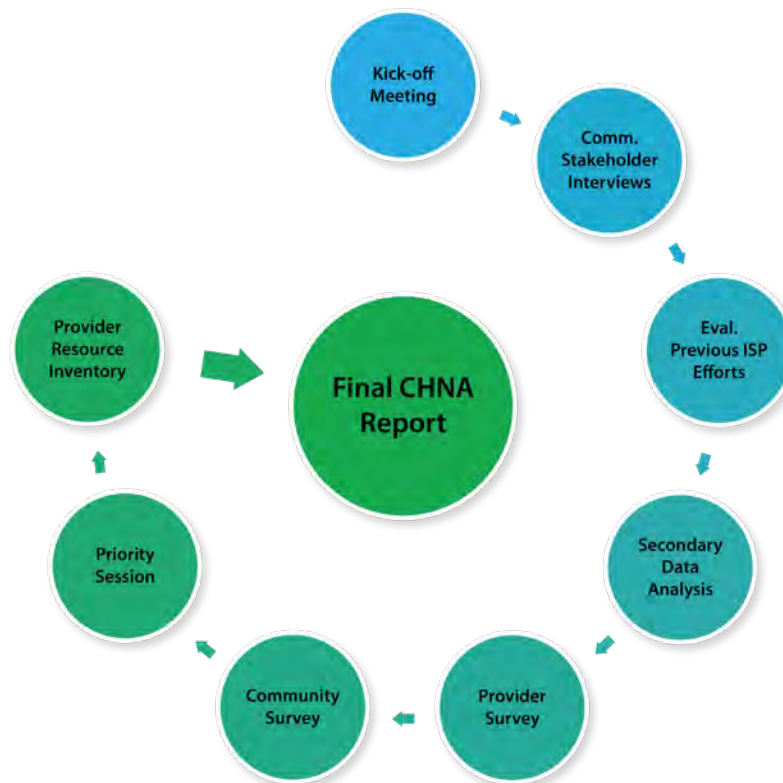 Kick-off
Meeting
Comm.
Stakeholder
Interviews
Eval.
Previous ISP
Efforts
Secondary
Data
Analysis
Provider
Survey
Community
Survey
Priority
Session
Provider
Resource
Inventory
Final CHNA
Report